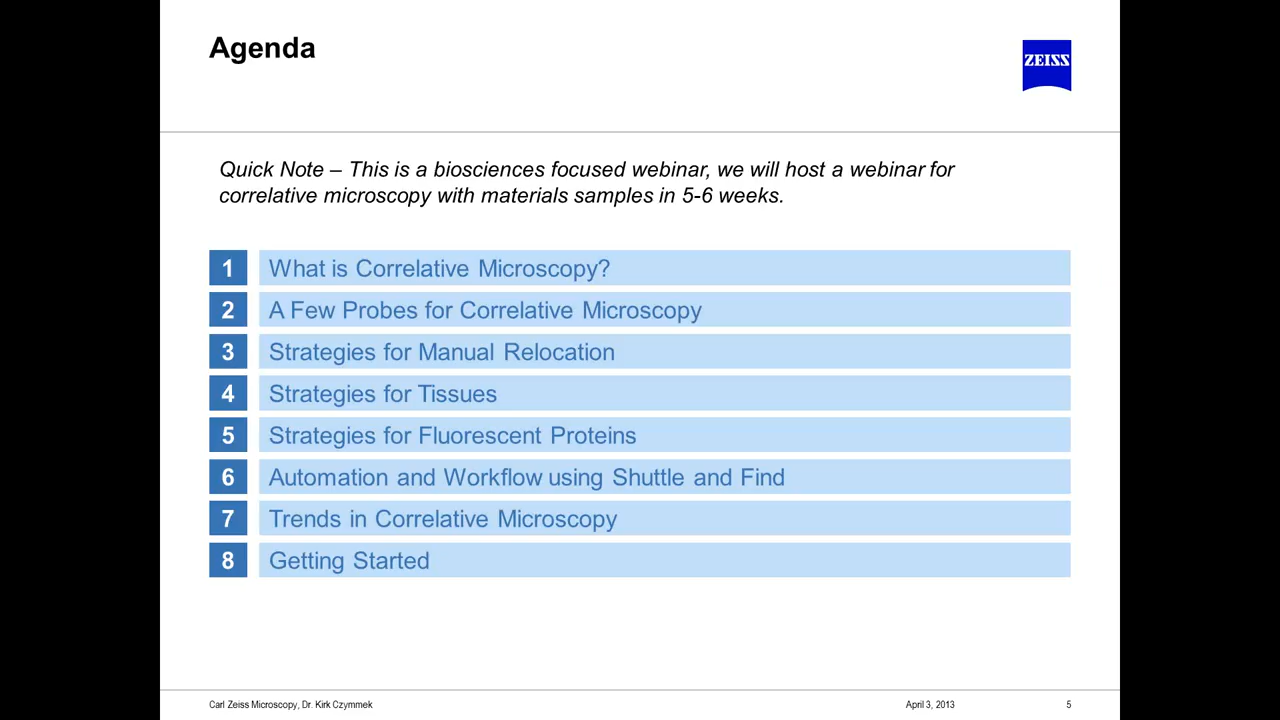 Agenda
ZEISS
Quick Note – This is a biosciences focused webinar, we will host a webinar for
correlative microscopy with materials samples in 5-6 weeks.
1 What is Correlative Microscopy?
2 A Few Probes for Correlative Microscopy
3 Strategies for Manual Relocation
4 Strategies for Tissues
5 Strategies for Fluorescent Proteins
6 Automation and Workflow using Shuttle and Find
7 Trends in Correlative Microscopy
8 Getting Started
Carl Zeiss Microscopy, Dr. Kirk Czymmek April 3, 2013 5